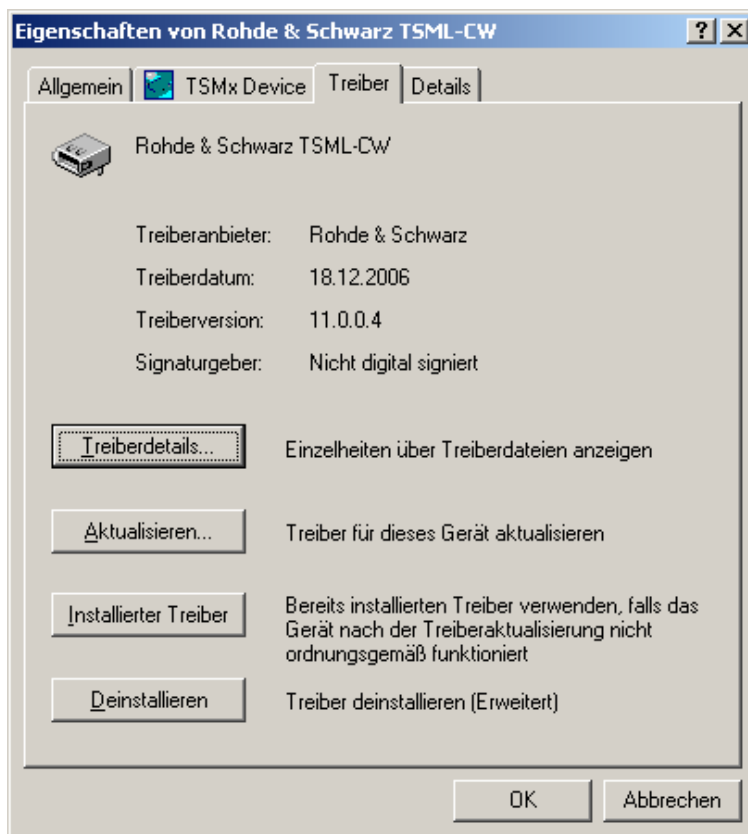 Eigenschaften von Rohde & Schwarz TSML-CW
Allgemein TSMx Device Treiber Details
Rohde & Schwarz TSML-CW
Treiberanbieter: Rohde & Schwarz
Treiberdatum: 18.12.2006
Treiberversion: 11.0.0.4
Signaturgeber: Nicht digital signiert
Treiberdetails... Einzelheiten über Treiberdateien anzeigen
Aktualisieren... Treiber für dieses Gerät aktualisieren
Installierter Treiber Bereits installierten Treiber verwenden, falls das
Gerät nach der Treiberaktualisierung nicht
ordnungsgemäß funktioniert
Deinstallieren Treiber deinstallieren (Erweitert)
OK Abbrechen